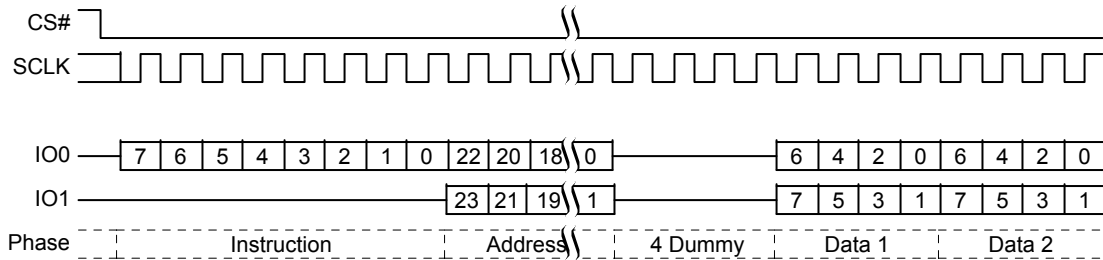 CS#
SCLK
IO0 7 6 5 4 3 2 1 0 22 20 18 0 6 4 2 0 6 4 2 0
IO1 23 21 19 1 7 5 3 1 7 5 3 1
Phase Instruction Address 4 Dummy Data 1 Data 2